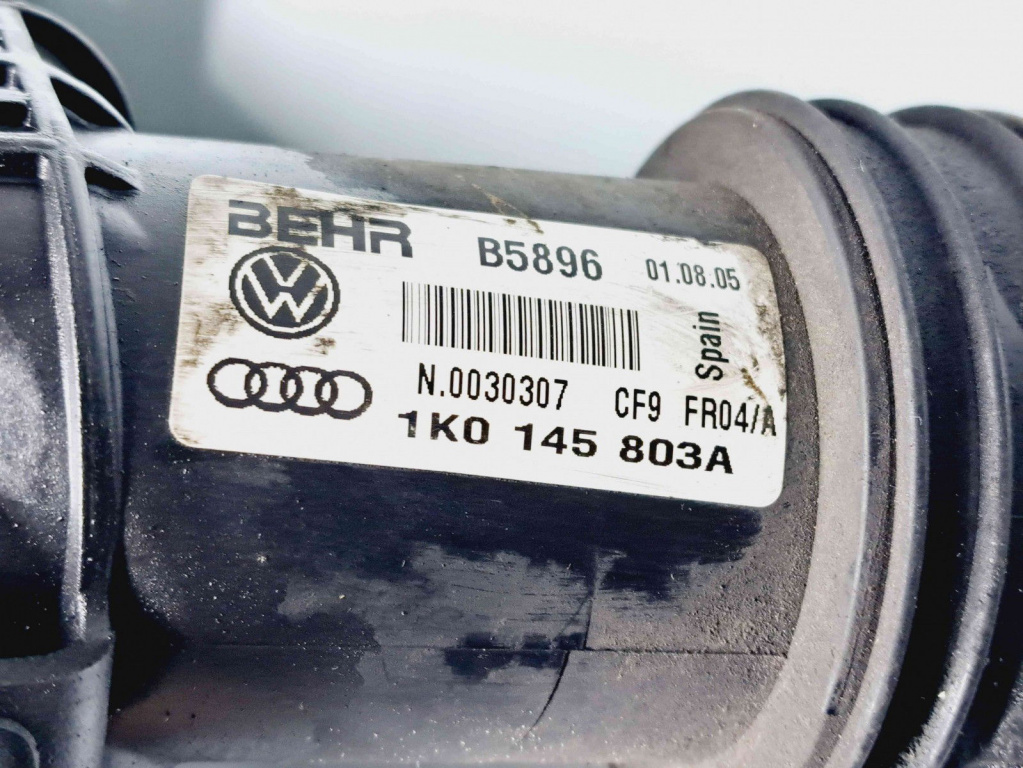 BEHR B5896 01.08.05
Spain
N.0030307 CF9 FR04/A
1K0 145 803A